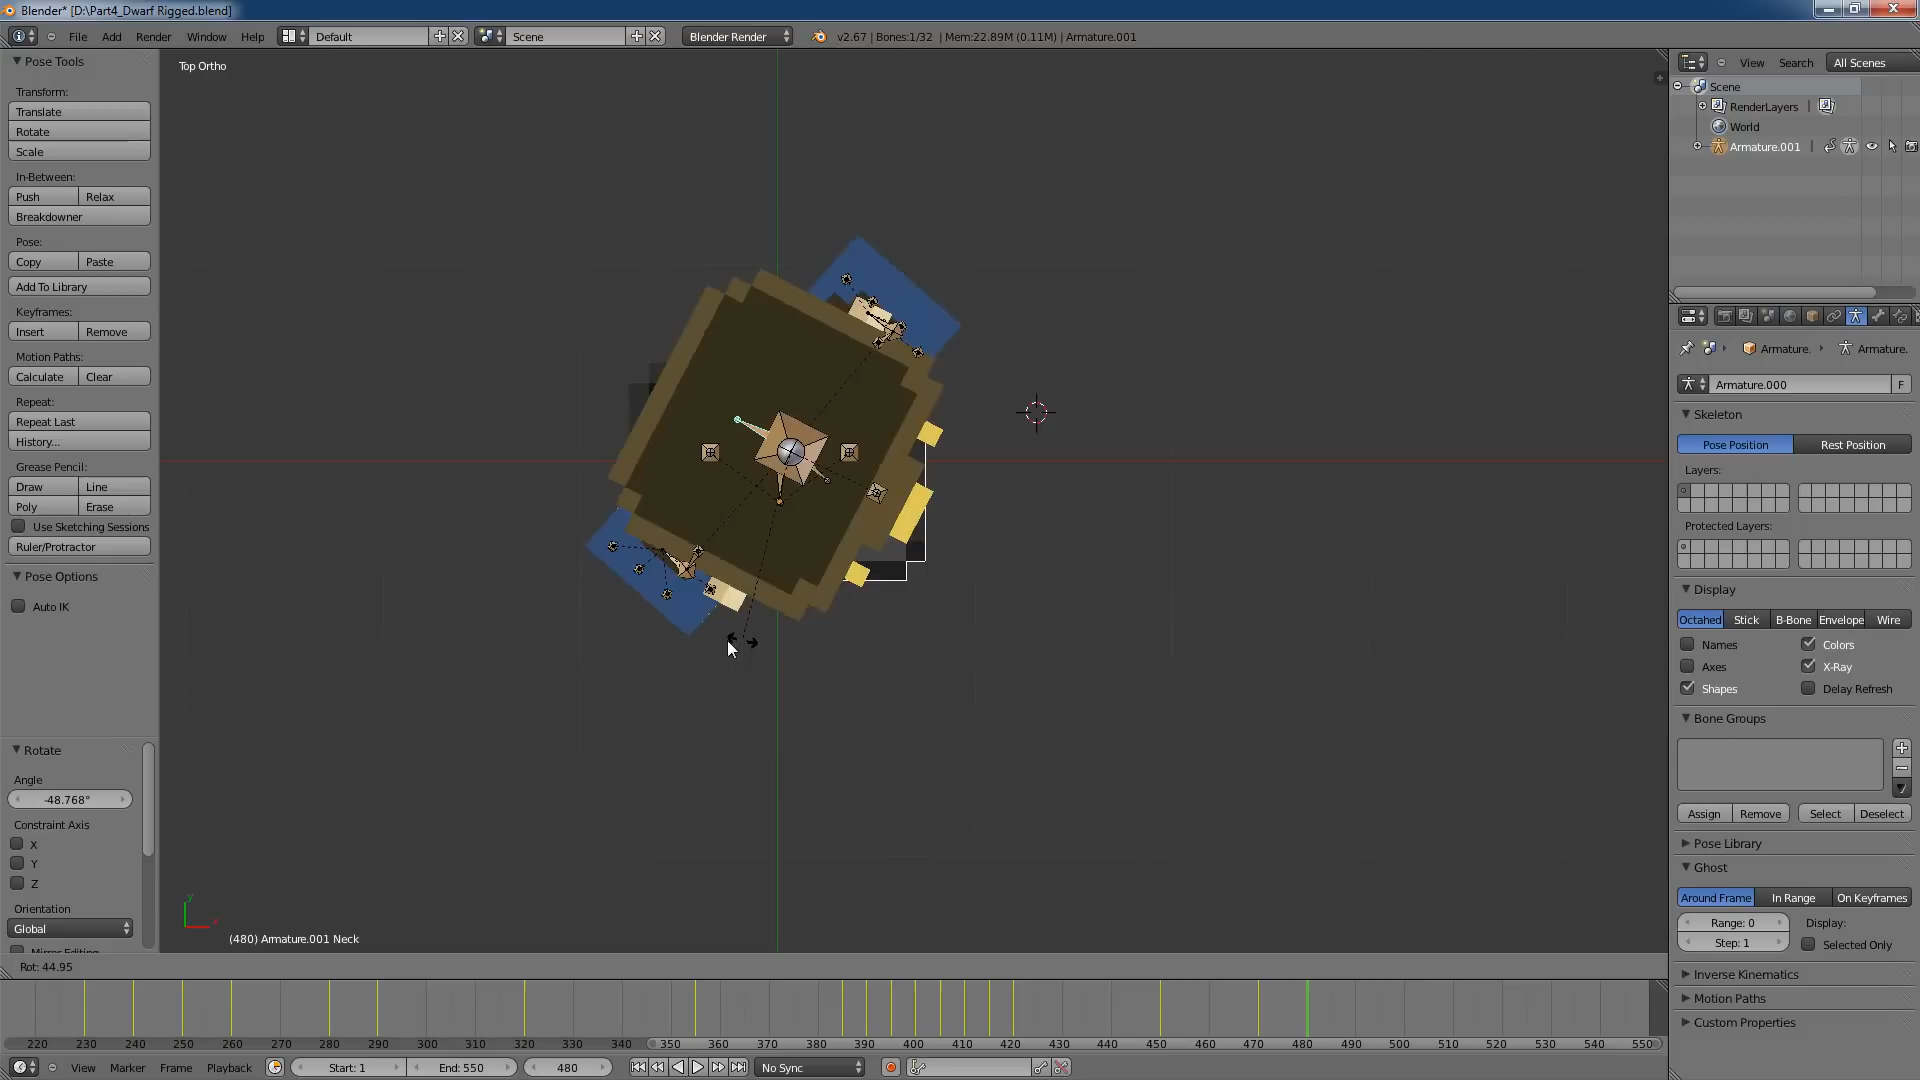 Blender* [D:\Part4_Dwarf Rigged.blend]
File Add Render Window Help Default Scene Blender Render v2.67 | Bones:1/32 | Mem:22.89M (0.11M) | Armature.001
Pose Tools
Transform:
Translate
Rotate
Scale
In-Between:
Push Relax
Breakdowner
Pose:
Copy Paste
Add To Library
Keyframes:
Insert Remove
Motion Paths:
Calculate Clear
Repeat:
Repeat Last
History...
Grease Pencil:
Draw Line
Poly Erase
Use Sketching Sessions
Ruler/Protractor
Pose Options
Auto IK
Rotate
Angle
-48.768°
Constraint Axis
X
Y
Z
Orientation
Global
Mirror Editing
Top Ortho
y
x
(480) Armature.001 Neck
Rot: 44.95
View Search All Scenes
Scene
RenderLayers
World
Armature.001
Armature. Armature.
Armature.000 F
Skeleton
Pose Position Rest Position
Layers:
Protected Layers:
Display
Octahed Stick B-Bone Envelope Wire
Names Colors
Axes X-Ray
Shapes Delay Refresh
Bone Groups
Assign Remove Select Deselect
Pose Library
Ghost
Around Frame In Range On Keyframes
Range: 0 Display:
Step: 1 Selected Only
Inverse Kinematics
Motion Paths
Custom Properties
220 230 240 250 260 270 280 290 300 310 320 330 340 350 360 370 380 390 400 410 420 430 440 450 460 470 480 490 500 510 520 530 540 550
View Marker Frame Playback Start: 1 End: 550 480 No Sync